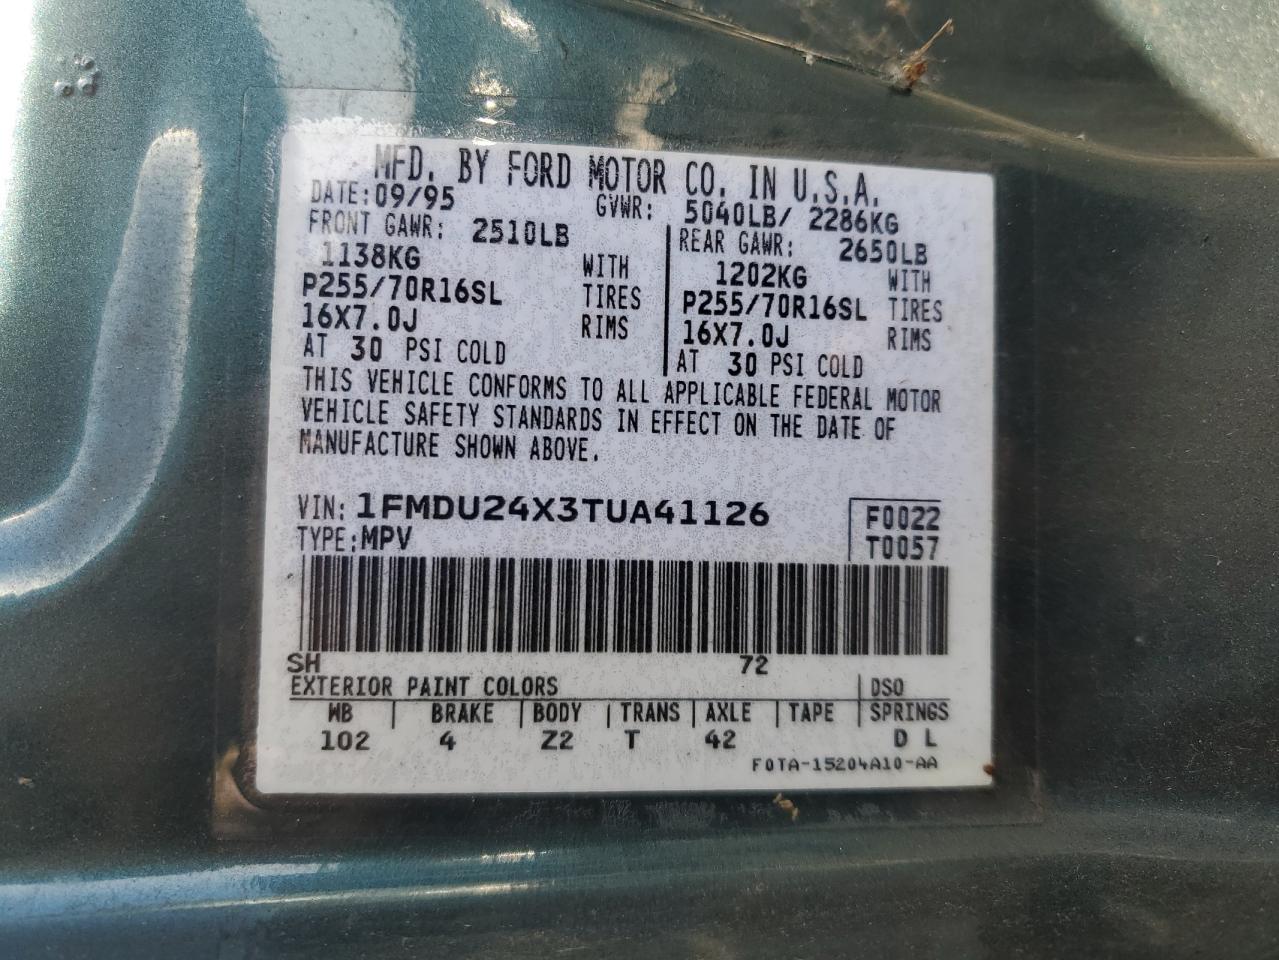 MFD. BY FORD MOTOR CO. IN U.S.A.
DATE: 09/95 GVWR: 5040LB/ 2286KG
FRONT GAWR: 2510LB REAR GAWR: 2650LB
1138KG WITH 1202KG WITH
P255/70R16SL TIRES P255/70R16SL TIRES
16X7.0J RIMS 16X7.0J RIMS
AT 30 PSI COLD AT 30 PSI COLD
THIS VEHICLE CONFORMS TO ALL APPLICABLE FEDERAL MOTOR
VEHICLE SAFETY STANDARDS IN EFFECT ON THE DATE OF
MANUFACTURE SHOWN ABOVE.
VIN: 1FMDU24X3TUA41126 F0022
TYPE: MPV T0057
SH 72
EXTERIOR PAINT COLORS DSO
WB BRAKE BODY TRANS AXLE TAPE SPRINGS
102 4 Z2 T 42 D L
F0TA-15204A10-AA